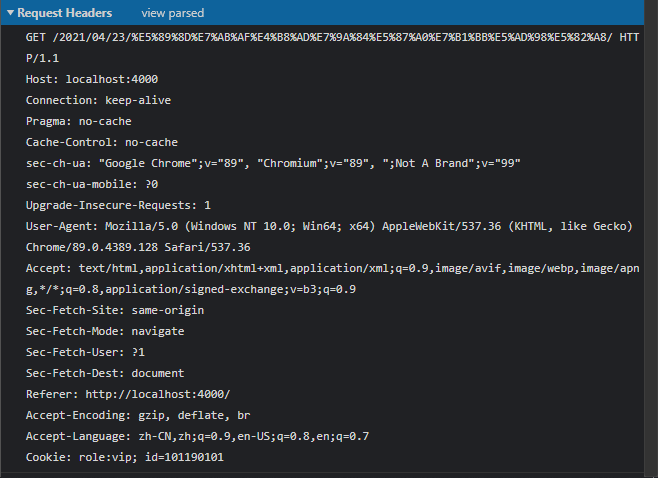 Request Headers view parsed
GET /2021/04/23/%E5%89%8D%E7%AB%AF%E4%B8%AD%E7%9A%84%E5%87%A0%E7%B1%BB%E5%AD%98%E5%82%A8/ HTT
P/1.1
Host: localhost:4000
Connection: keep-alive
Pragma: no-cache
Cache-Control: no-cache
sec-ch-ua: "Google Chrome";v="89", "Chromium";v="89", ";Not A Brand";v="99"
sec-ch-ua-mobile: ?0
Upgrade-Insecure-Requests: 1
User-Agent: Mozilla/5.0 (Windows NT 10.0; Win64; x64) AppleWebKit/537.36 (KHTML, like Gecko)
Chrome/89.0.4389.128 Safari/537.36
Accept: text/html,application/xhtml+xml,application/xml;q=0.9,image/avif,image/webp,image/apn
g,*/*;q=0.8,application/signed-exchange;v=b3;q=0.9
Sec-Fetch-Site: same-origin
Sec-Fetch-Mode: navigate
Sec-Fetch-User: ?1
Sec-Fetch-Dest: document
Referer: http://localhost:4000/
Accept-Encoding: gzip, deflate, br
Accept-Language: zh-CN,zh;q=0.9,en-US;q=0.8,en;q=0.7
Cookie: role:vip; id=101190101